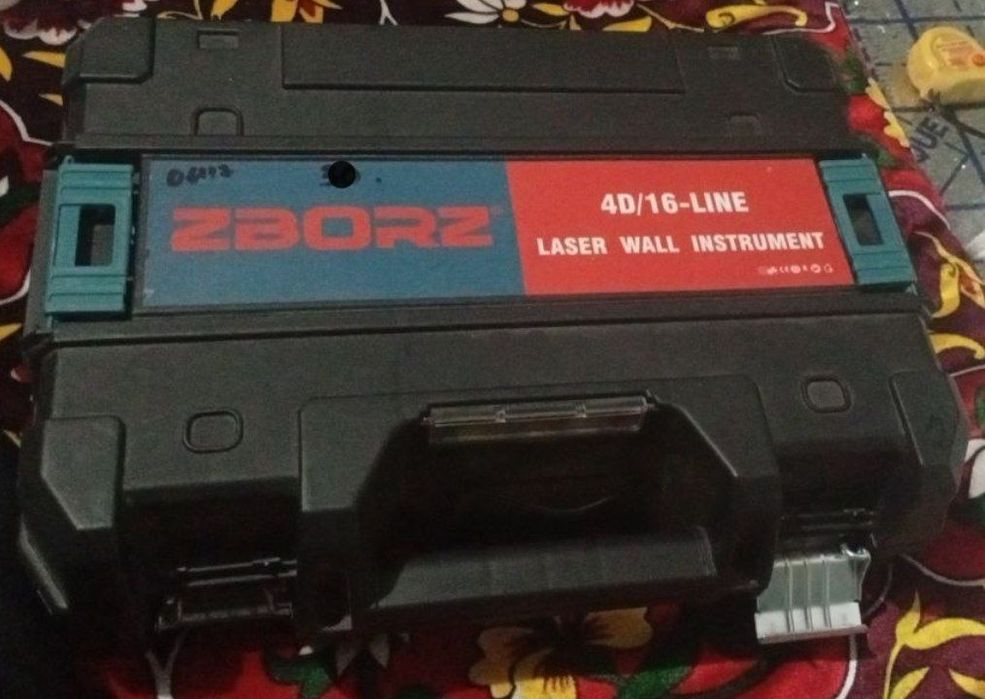 ZBORZ
4D/16-LINE
LASER WALL INSTRUMENT